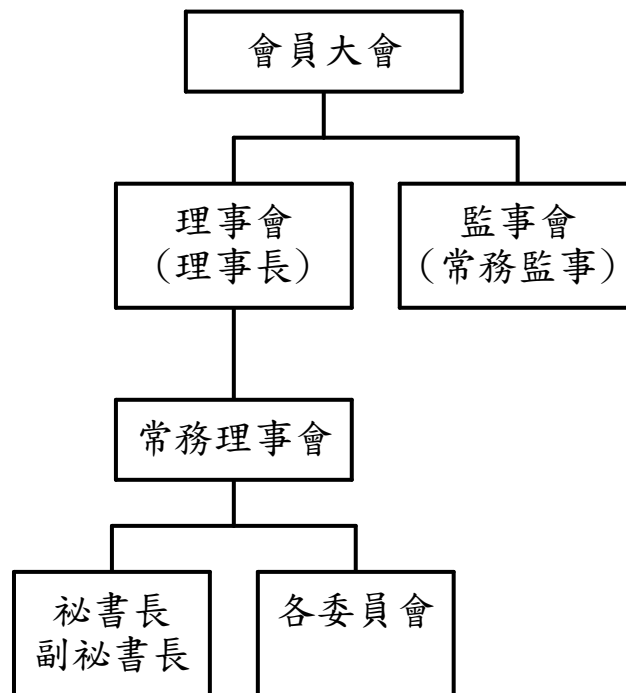 會員大會
理事會
（理事長）
監事會
（常務監事）
常務理事會
祕書長
副祕書長
各委員會